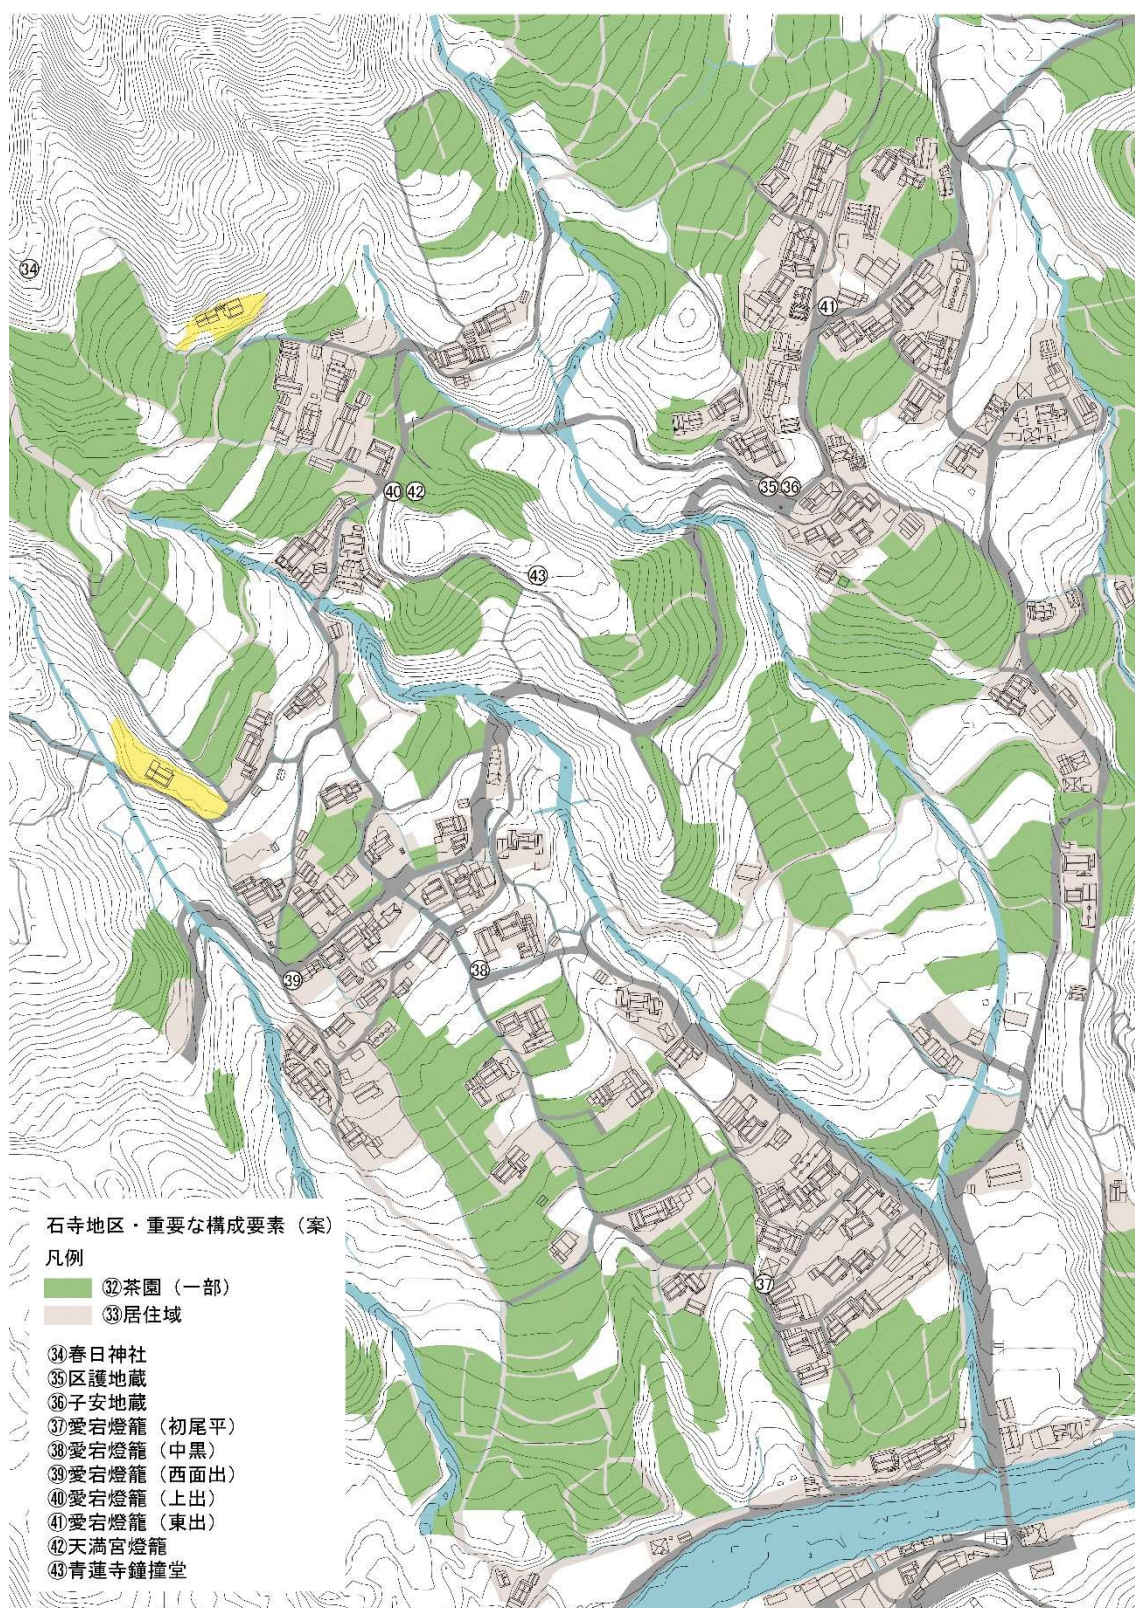 ㉞
㊶
㊵㊷
㉟㊱
㊸
㊳
㊴
㊲
石寺地区・重要な構成要素（案）
凡例
㉜茶園（一部）
㉝居住域
㉞春日神社
㉟区護地蔵
㊱子安地蔵
㊲愛宕燈籠（初尾平）
㊳愛宕燈籠（中黒）
㊴愛宕燈籠（西面出）
㊵愛宕燈籠（上出）
㊶愛宕燈籠（東出）
㊷天満宮燈籠
㊸青蓮寺鐘撞堂